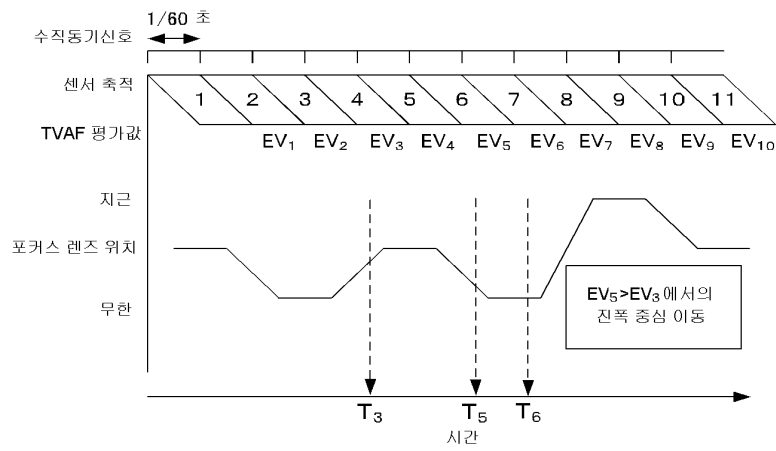 1/60 초
수직동기신호
센서 축적
1 2 3 4 5 6 7 8 9 10 11
TVAF 평가값
EV₁ EV₂ EV₃ EV₄ EV₅ EV₆ EV₇ EV₈ EV₉ EV₁₀
지근
포커스 렌즈 위치
무한
EV₅>EV₃에서의
진폭 중심 이동
T₃ T₅ T₆
시간